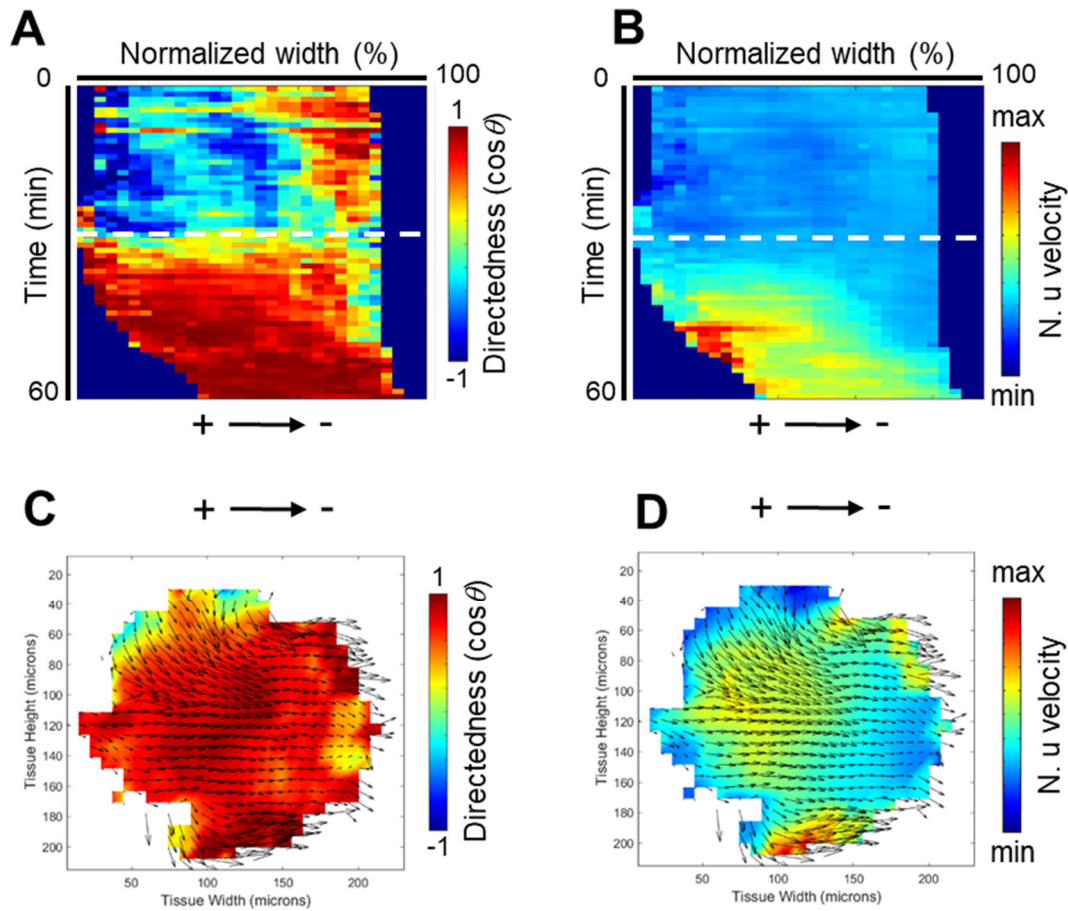 A
B
Normalized width (%)
Normalized width (%)
0
100
0
100
1
max
Time (min)
Directedness (cosθ)
Time (min)
N. u velocity
-1
min
60
60
+ → -
+ → -
C
D
+ → -
+ → -
1
max
20
40
60
80
100
120
140
160
180
200
Tissue Height (microns)
Directedness (cosθ)
20
40
60
80
100
120
140
160
180
200
Tissue Height (microns)
N. u velocity
-1
min
50 100 150 200
50 100 150 200
Tissue Width (microns)
Tissue Width (microns)